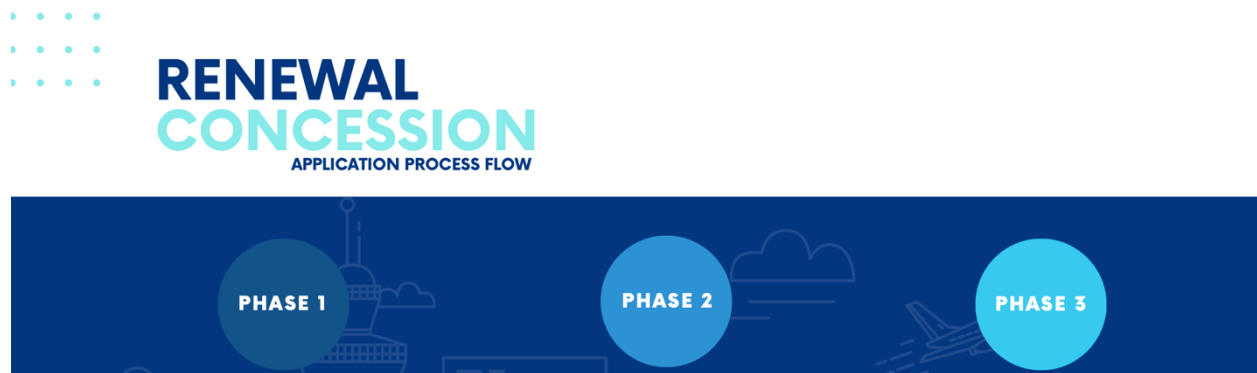 RENEWAL
CONCESSION
APPLICATION PROCESS FLOW
PHASE 1
PHASE 2
PHASE 3